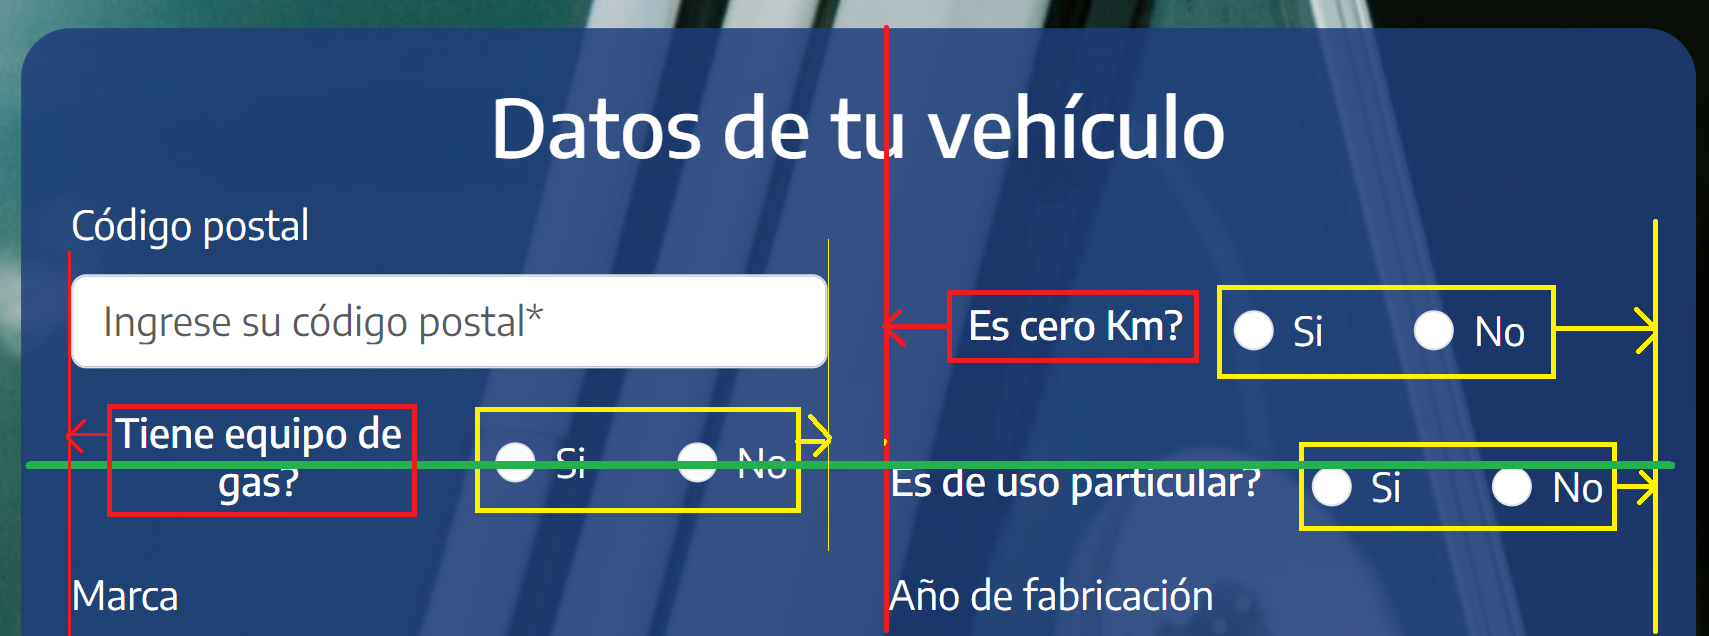 Datos de tu vehículo
Código postal
Ingrese su código postal*
Es cero Km?
Si
No
Tiene equipo de
gas?
Si
No
Es de uso particular?
Si
No
Marca
Año de fabricación